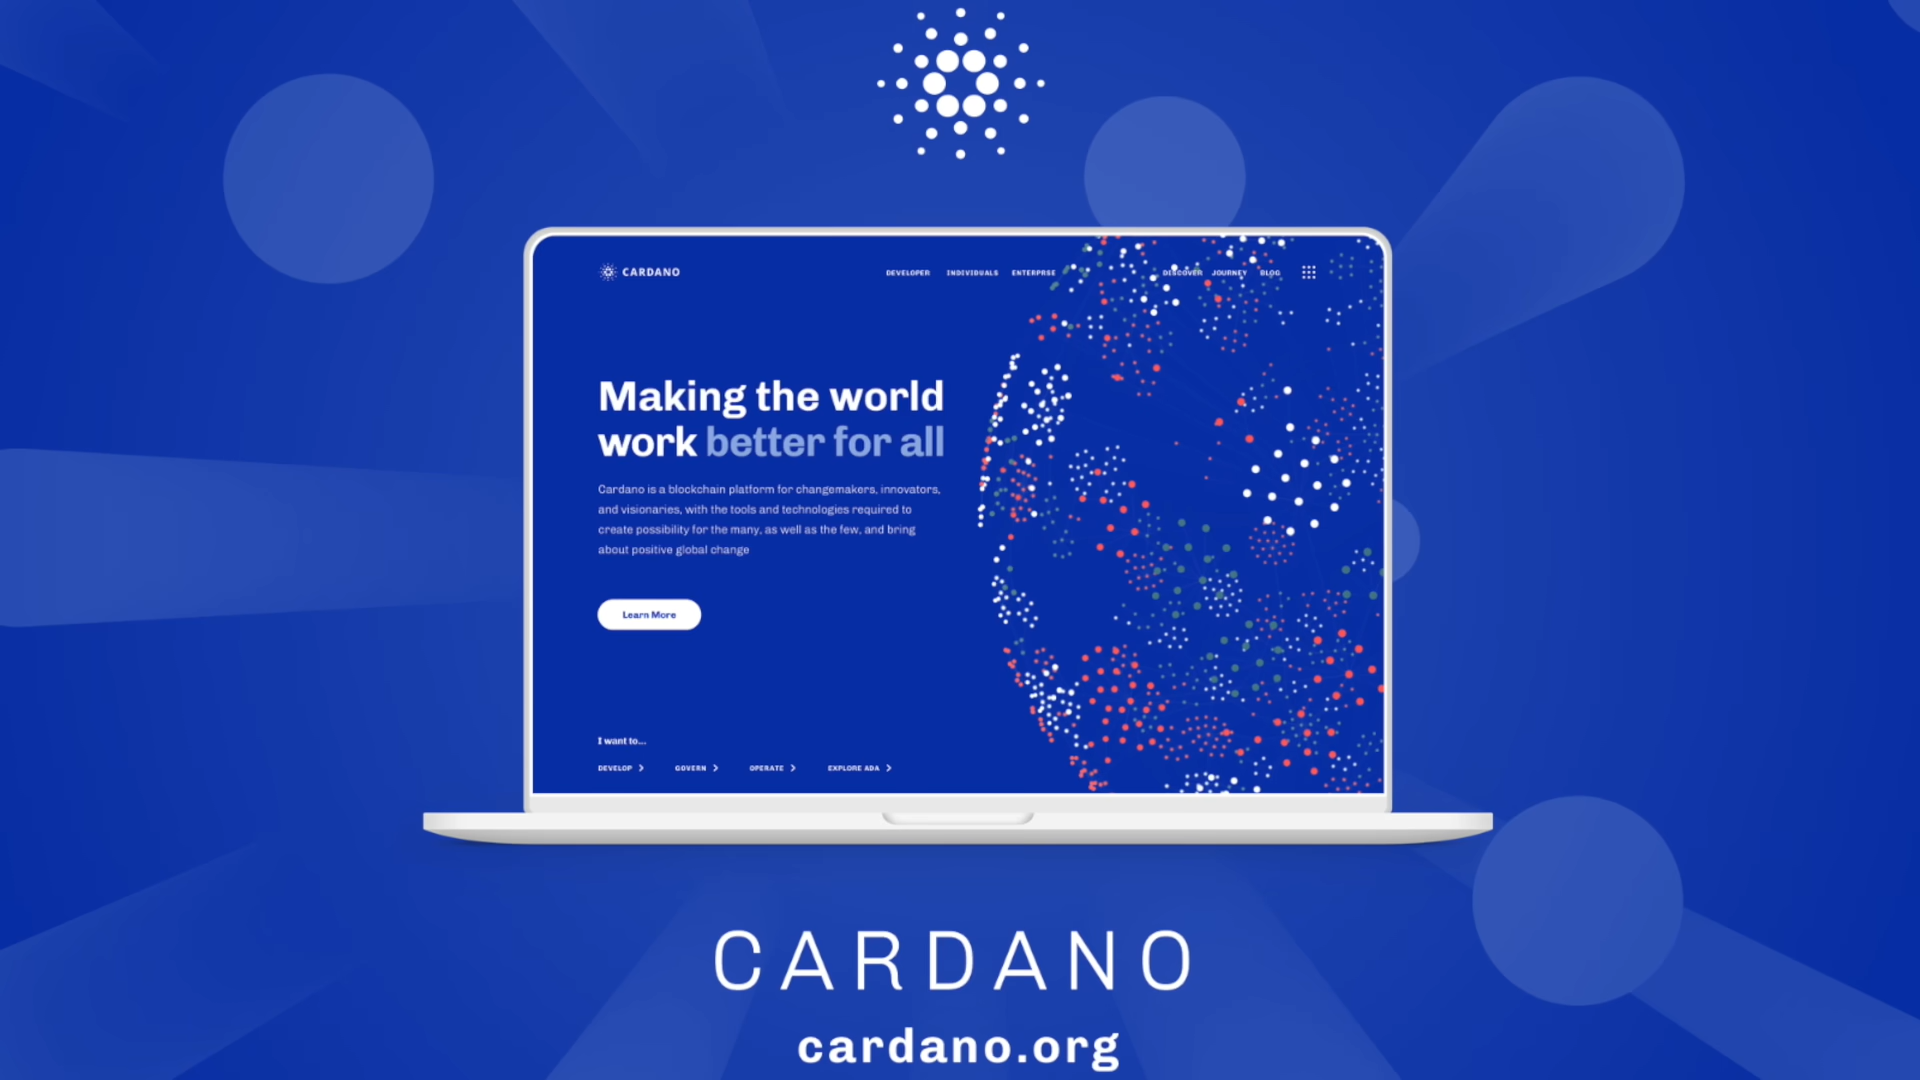 CARDANO
DEVELOPER INDIVIDUALS ENTERPRSE DISCOVER JOURNEY BLOG
Making the world
work better for all
Cardano is a blockchain platform for changemakers, innovators,
and visionaries, with the tools and technologies required to
create possibility for the many, as well as the few, and bring
about positive global change
Learn More
I want to...
DEVELOP GOVERN OPERATE EXPLORE ADA
CARDANO
cardano.org